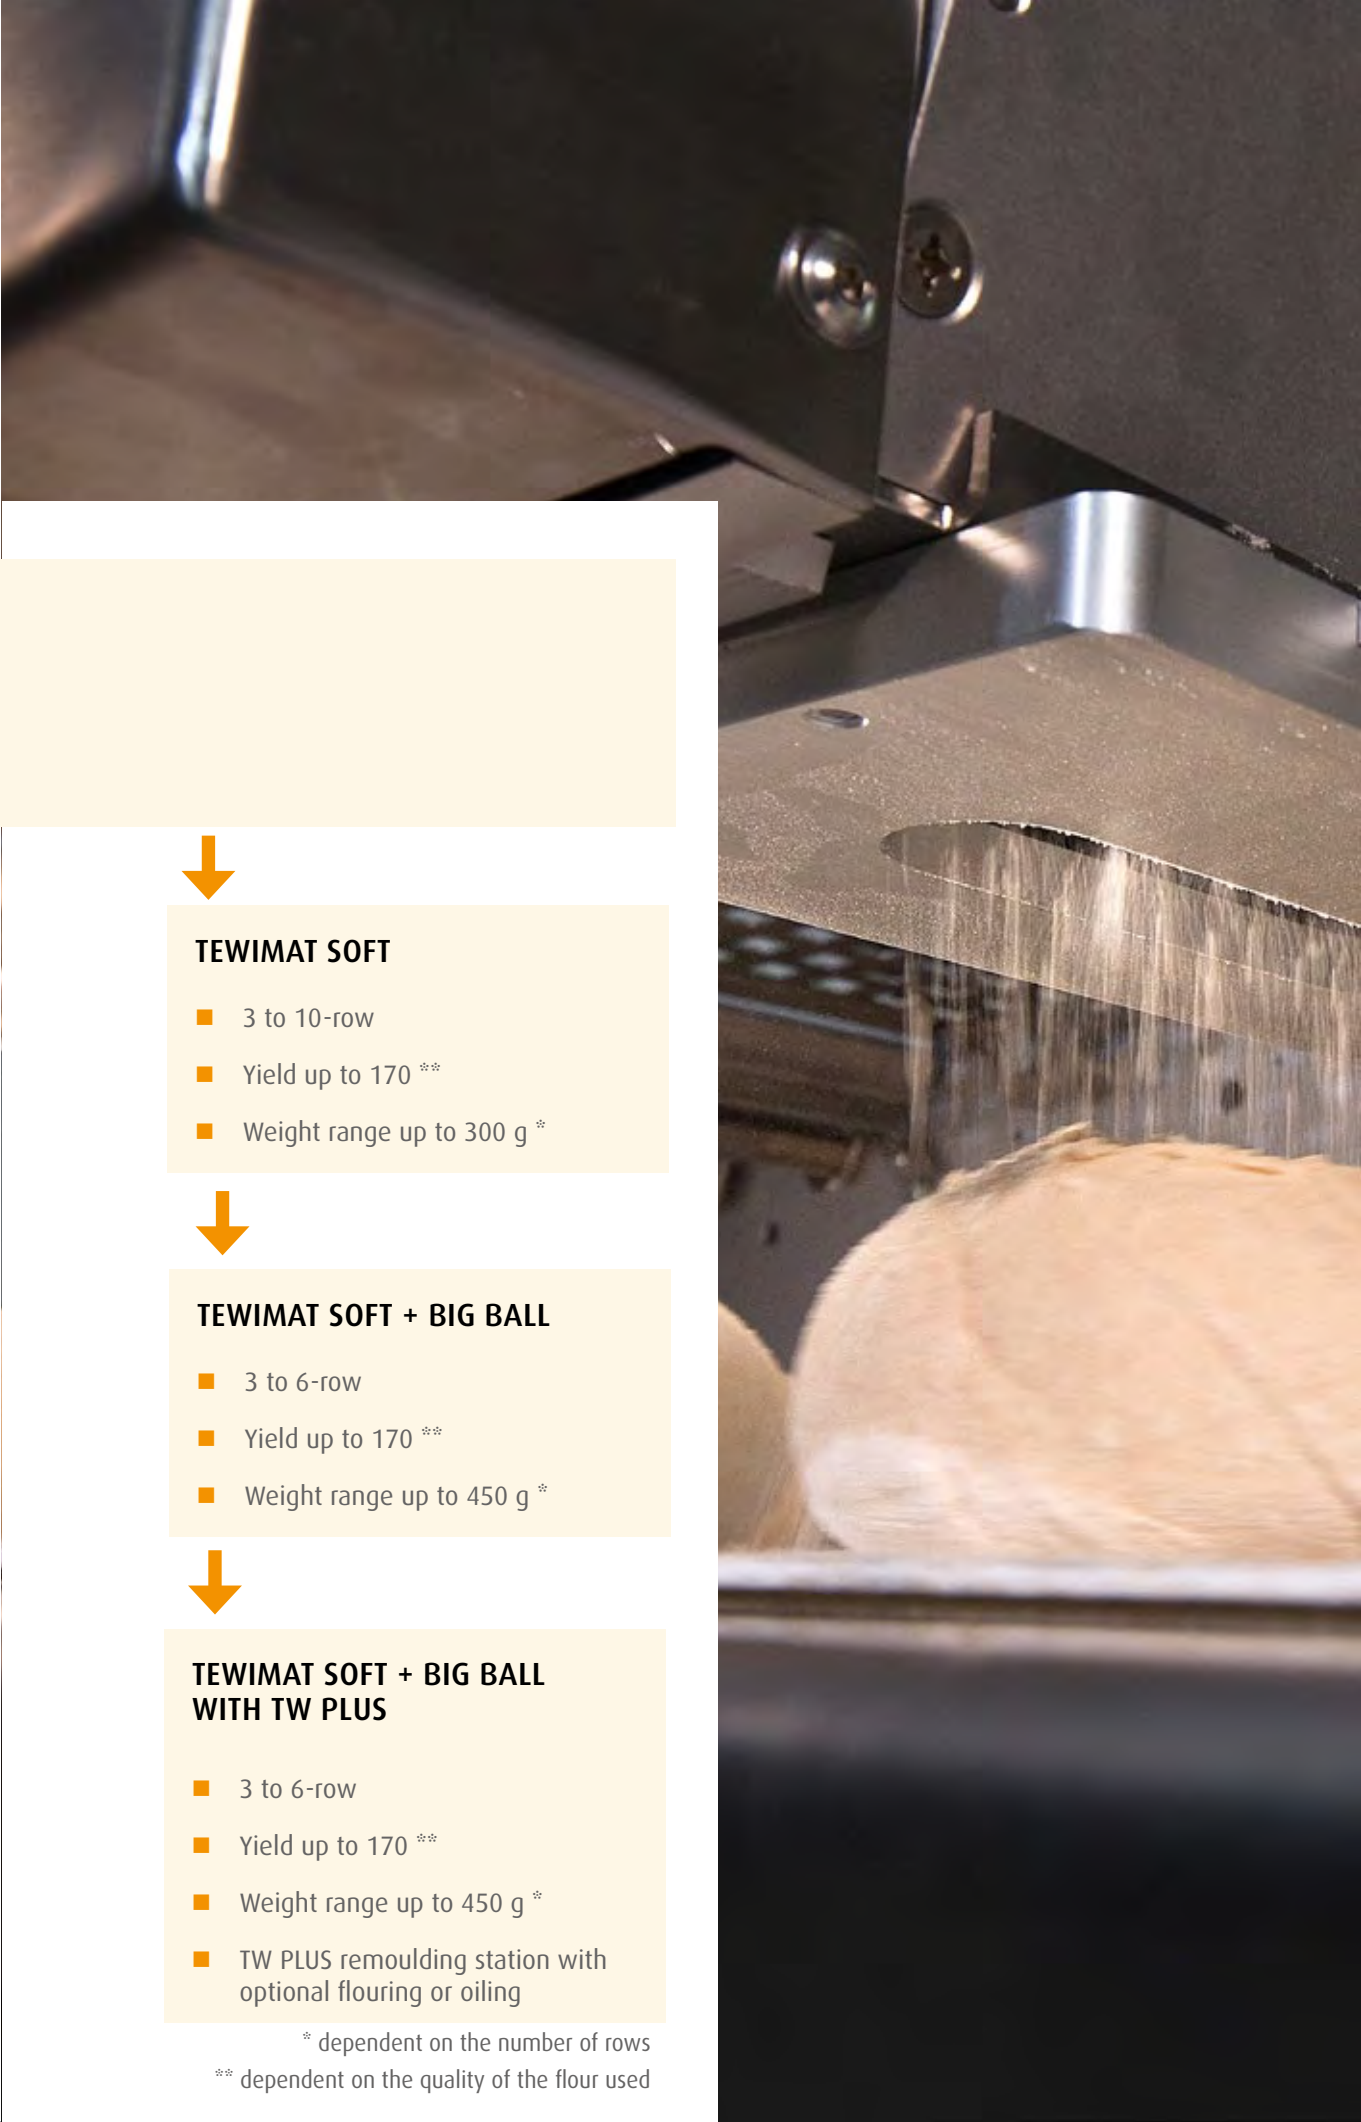 TEWIMAT SOFT
3 to 10-row
Yield up to 170 **
Weight range up to 300 g *
TEWIMAT SOFT + BIG BALL
3 to 6-row
Yield up to 170 **
Weight range up to 450 g *
TEWIMAT SOFT + BIG BALL
WITH TW PLUS
3 to 6-row
Yield up to 170 **
Weight range up to 450 g *
TW PLUS remoulding station with
optional flouring or oiling
* dependent on the number of rows
** dependent on the quality of the flour used